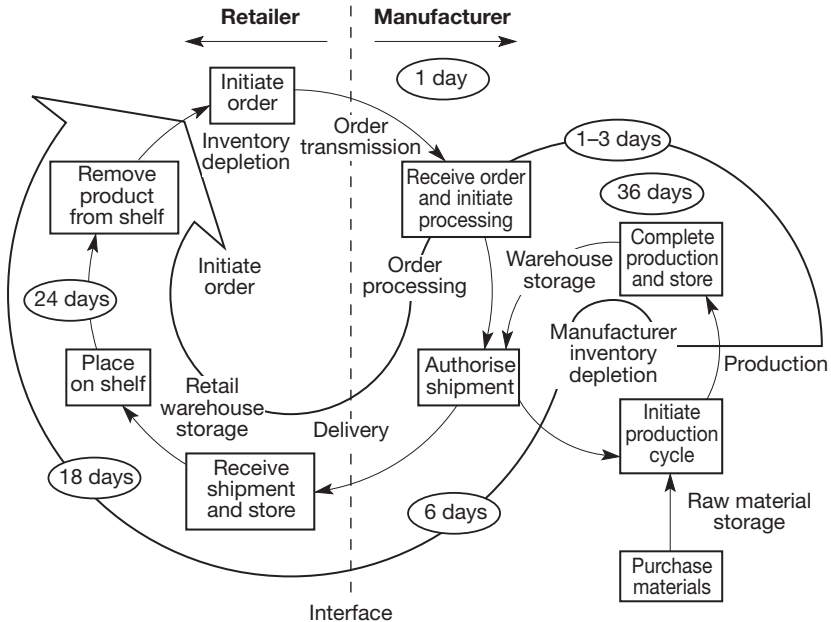 Retailer
Manufacturer
1 day
Initiate
order
Inventory
depletion
Order
transmission
1–3 days
Remove
product
from shelf
Receive order
and initiate
processing
36 days
Complete
production
and store
Initiate
order
Order
processing
Warehouse
storage
24 days
Place
on shelf
Authorise
shipment
Manufacturer
inventory
depletion
Production
Retail
warehouse
storage
Delivery
Initiate
production
cycle
18 days
Receive
shipment
and store
6 days
Raw material
storage
Purchase
materials
Interface